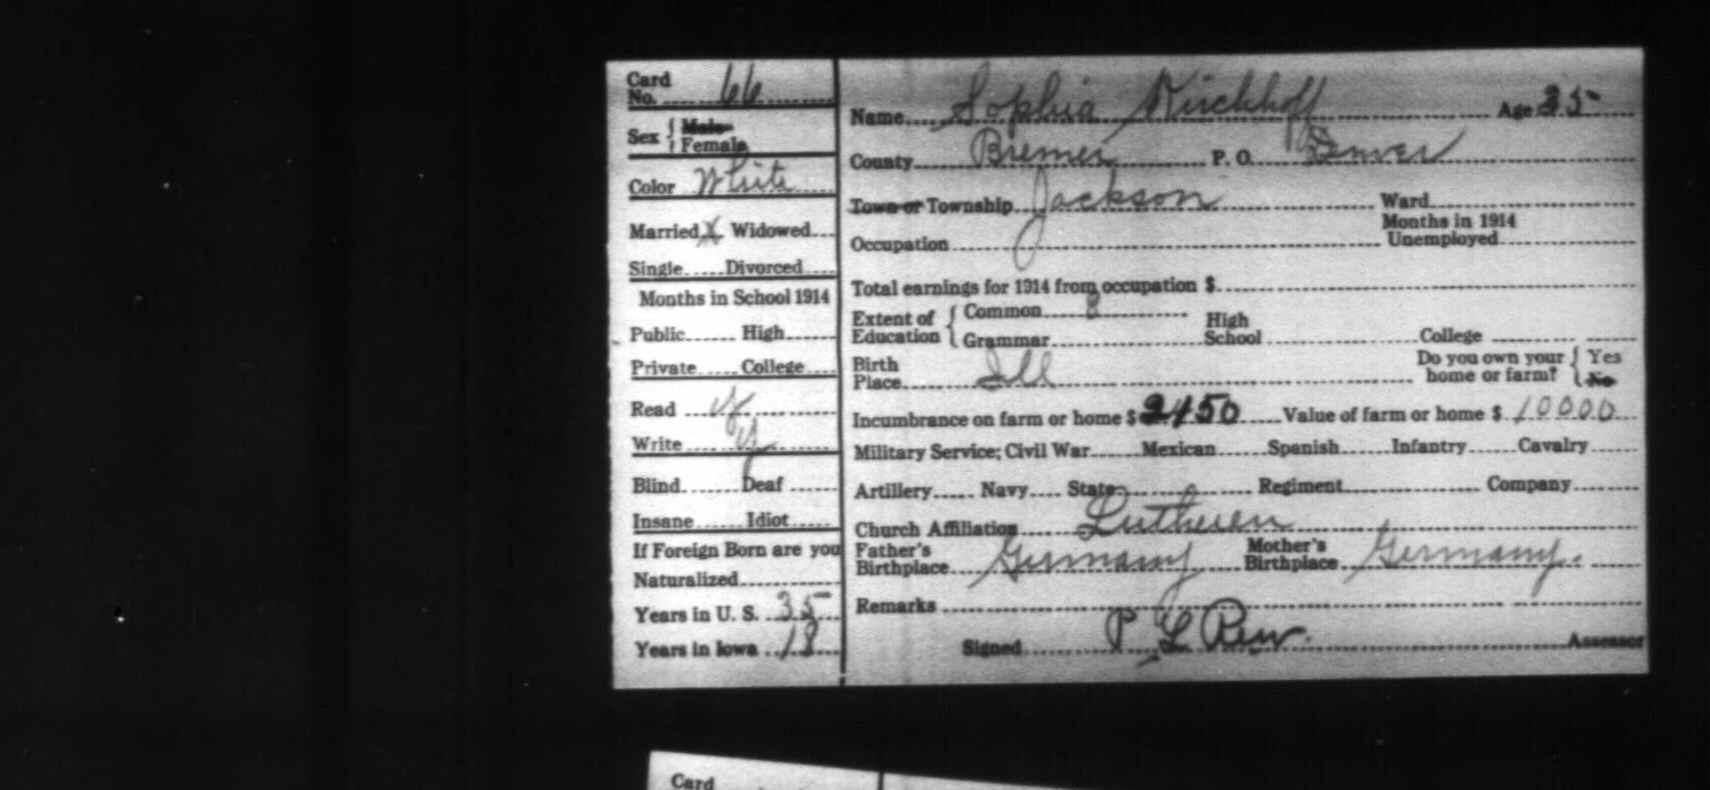 Card No. 66
Sex { Male Female
Color White
Married X Widowed
Single Divorced
Months in School 1914
Public High
Private College
Read y
Write y
Blind Deaf
Insane Idiot
If Foreign Born are you
Naturalized
Years in U. S. 35
Years in Iowa 18
Name Sophia Kirchhoff Age 35
County Bremer P. O. Denver
Town or Township Jackson Ward
Occupation Months in 1914 Unemployed
Total earnings for 1914 from occupation $
Extent of Education { Common 8 Grammar High School College
Birth Place Ill Do you own your home or farm? { Yes No
Incumbrance on farm or home $ 2450 Value of farm or home $ 10000
Military Service; Civil War Mexican Spanish Infantry Cavalry
Artillery Navy State Regiment Company
Church Affiliation Lutheran
Father's Birthplace Germany Mother's Birthplace Germany.
Remarks
Signed P L Rew. Assessor
Card